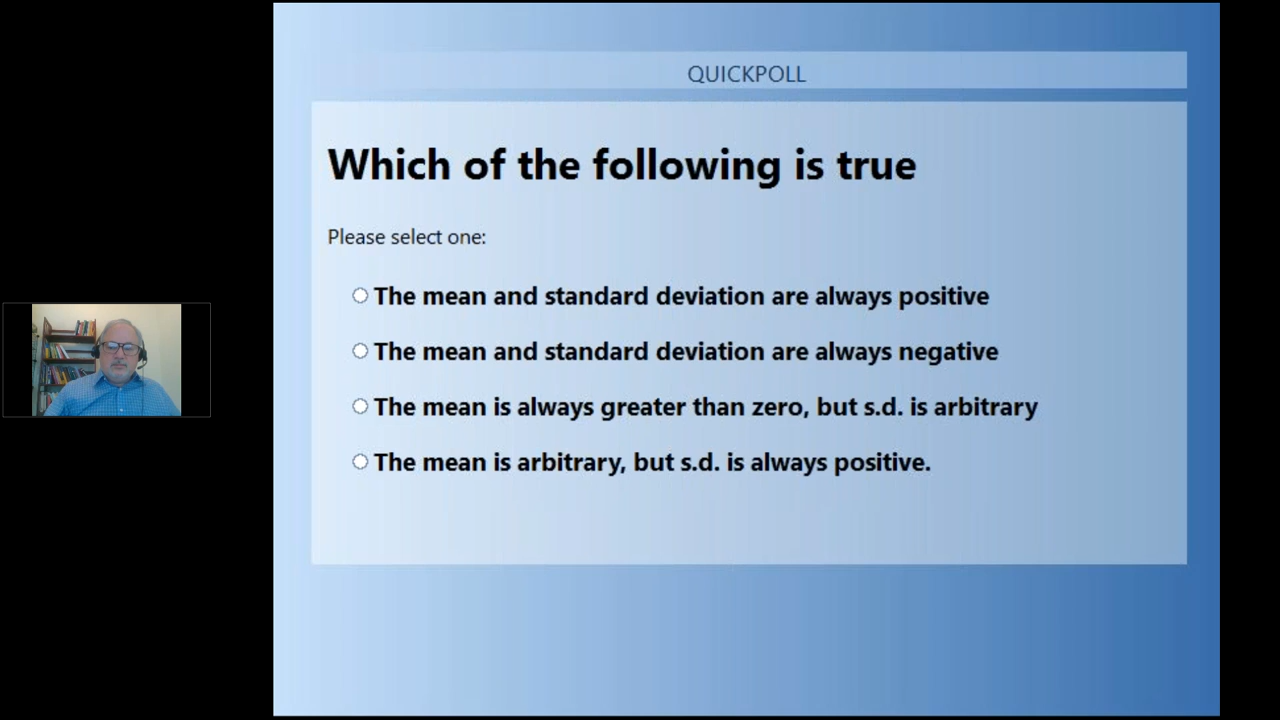 QUICKPOLL
Which of the following is true
Please select one:
The mean and standard deviation are always positive
The mean and standard deviation are always negative
The mean is always greater than zero, but s.d. is arbitrary
The mean is arbitrary, but s.d. is always positive.